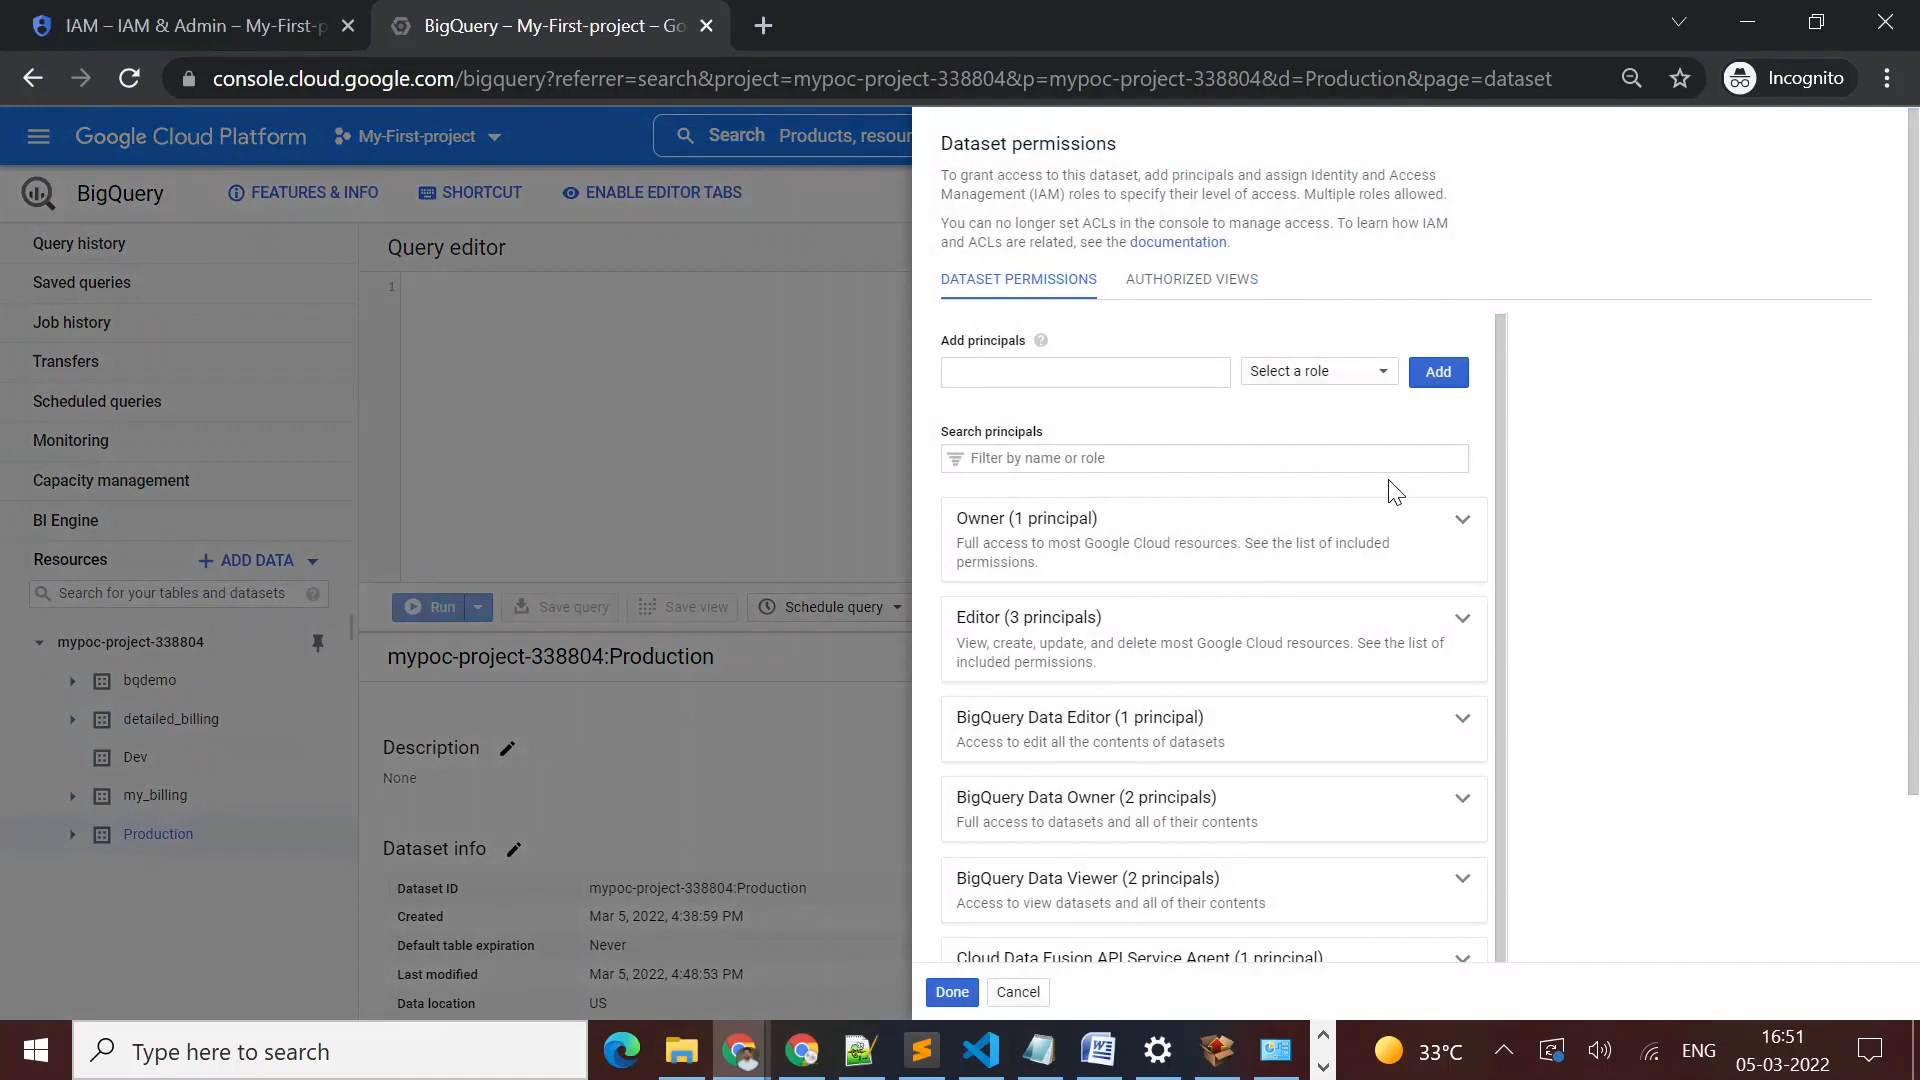 IAM – IAM & Admin – My-First-p
BigQuery – My-First-project – Go
console.cloud.google.com/bigquery?referrer=search&project=mypoc-project-338804&p=mypoc-project-338804&d=Production&page=dataset
Incognito
Google Cloud Platform
My-First-project
Search Products, resour
BigQuery
FEATURES & INFO
SHORTCUT
ENABLE EDITOR TABS
Query history
Saved queries
Job history
Transfers
Scheduled queries
Monitoring
Capacity management
BI Engine
Resources
ADD DATA
Search for your tables and datasets
mypoc-project-338804
bqdemo
detailed_billing
Dev
my_billing
Production
Query editor
1
Run
Save query
Save view
Schedule query
mypoc-project-338804:Production
Description
None
Dataset info
Dataset ID mypoc-project-338804:Production
Created Mar 5, 2022, 4:38:59 PM
Default table expiration Never
Last modified Mar 5, 2022, 4:48:53 PM
Data location US
Dataset permissions
To grant access to this dataset, add principals and assign Identity and Access
Management (IAM) roles to specify their level of access. Multiple roles allowed.
You can no longer set ACLs in the console to manage access. To learn how IAM
and ACLs are related, see the documentation.
DATASET PERMISSIONS
AUTHORIZED VIEWS
Add principals
Select a role
Add
Search principals
Filter by name or role
Owner (1 principal)
Full access to most Google Cloud resources. See the list of included
permissions.
Editor (3 principals)
View, create, update, and delete most Google Cloud resources. See the list of
included permissions.
BigQuery Data Editor (1 principal)
Access to edit all the contents of datasets
BigQuery Data Owner (2 principals)
Full access to datasets and all of their contents
BigQuery Data Viewer (2 principals)
Access to view datasets and all of their contents
Cloud Data Fusion API Service Agent (1 principal)
Done
Cancel
Type here to search
33°C
ENG
16:51
05-03-2022